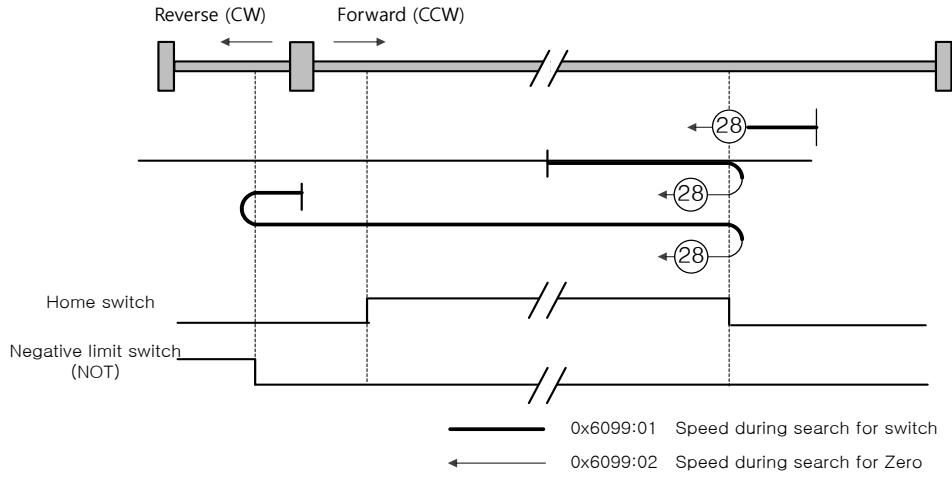 Reverse (CW)
Forward (CCW)
28
28
28
Home switch
Negative limit switch
(NOT)
0x6099:01 Speed during search for switch
0x6099:02 Speed during search for Zero